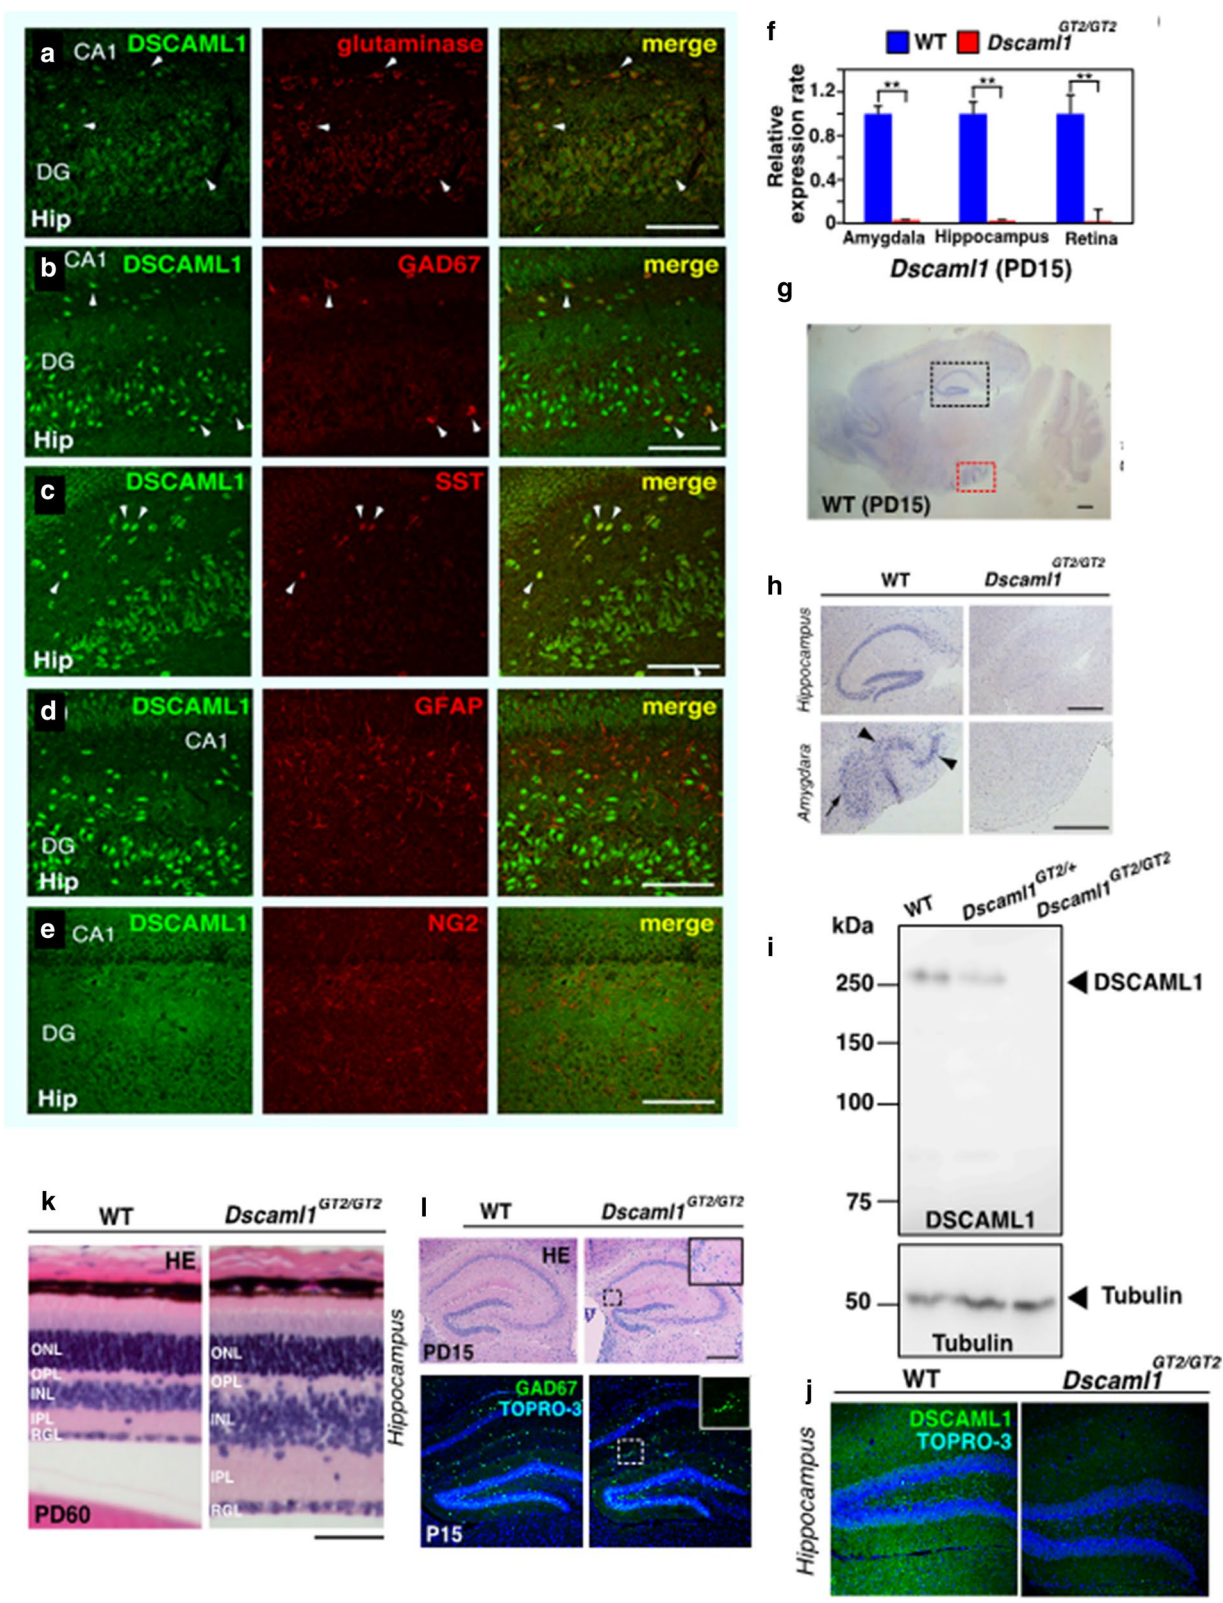 a CA1 DSCAML1 glutaminase merge
DG
Hip
b CA1 DSCAML1 GAD67 merge
DG
Hip
c DSCAML1 SST merge
Hip
d DSCAML1 GFAP merge
CA1
DG
Hip
e CA1 DSCAML1 NG2 merge
DG
Hip
f
WT Dscaml1 GT2/GT2
Relative
expression rate
1.2
0.8
0.4
0
** ** **
Amygdala Hippocampus Retina
Dscaml1 (PD15)
g
WT (PD15)
h
WT Dscaml1 GT2/GT2
Hippocampus
Amygdara
i
WT Dscaml1 GT2/+ Dscaml1 GT2/GT2
kDa
250
150
100
75
50
DSCAML1
DSCAML1
Tubulin
Tubulin
j
WT Dscaml1 GT2/GT2
Hippocampus
DSCAML1
TOPRO-3
k
WT Dscaml1 GT2/GT2
HE
ONL
OPL
INL
IPL
RGL
PD60
ONL
OPL
INL
IPL
RGL
l
WT Dscaml1 GT2/GT2
Hippocampus
HE
PD15
GAD67
TOPRO-3
P15